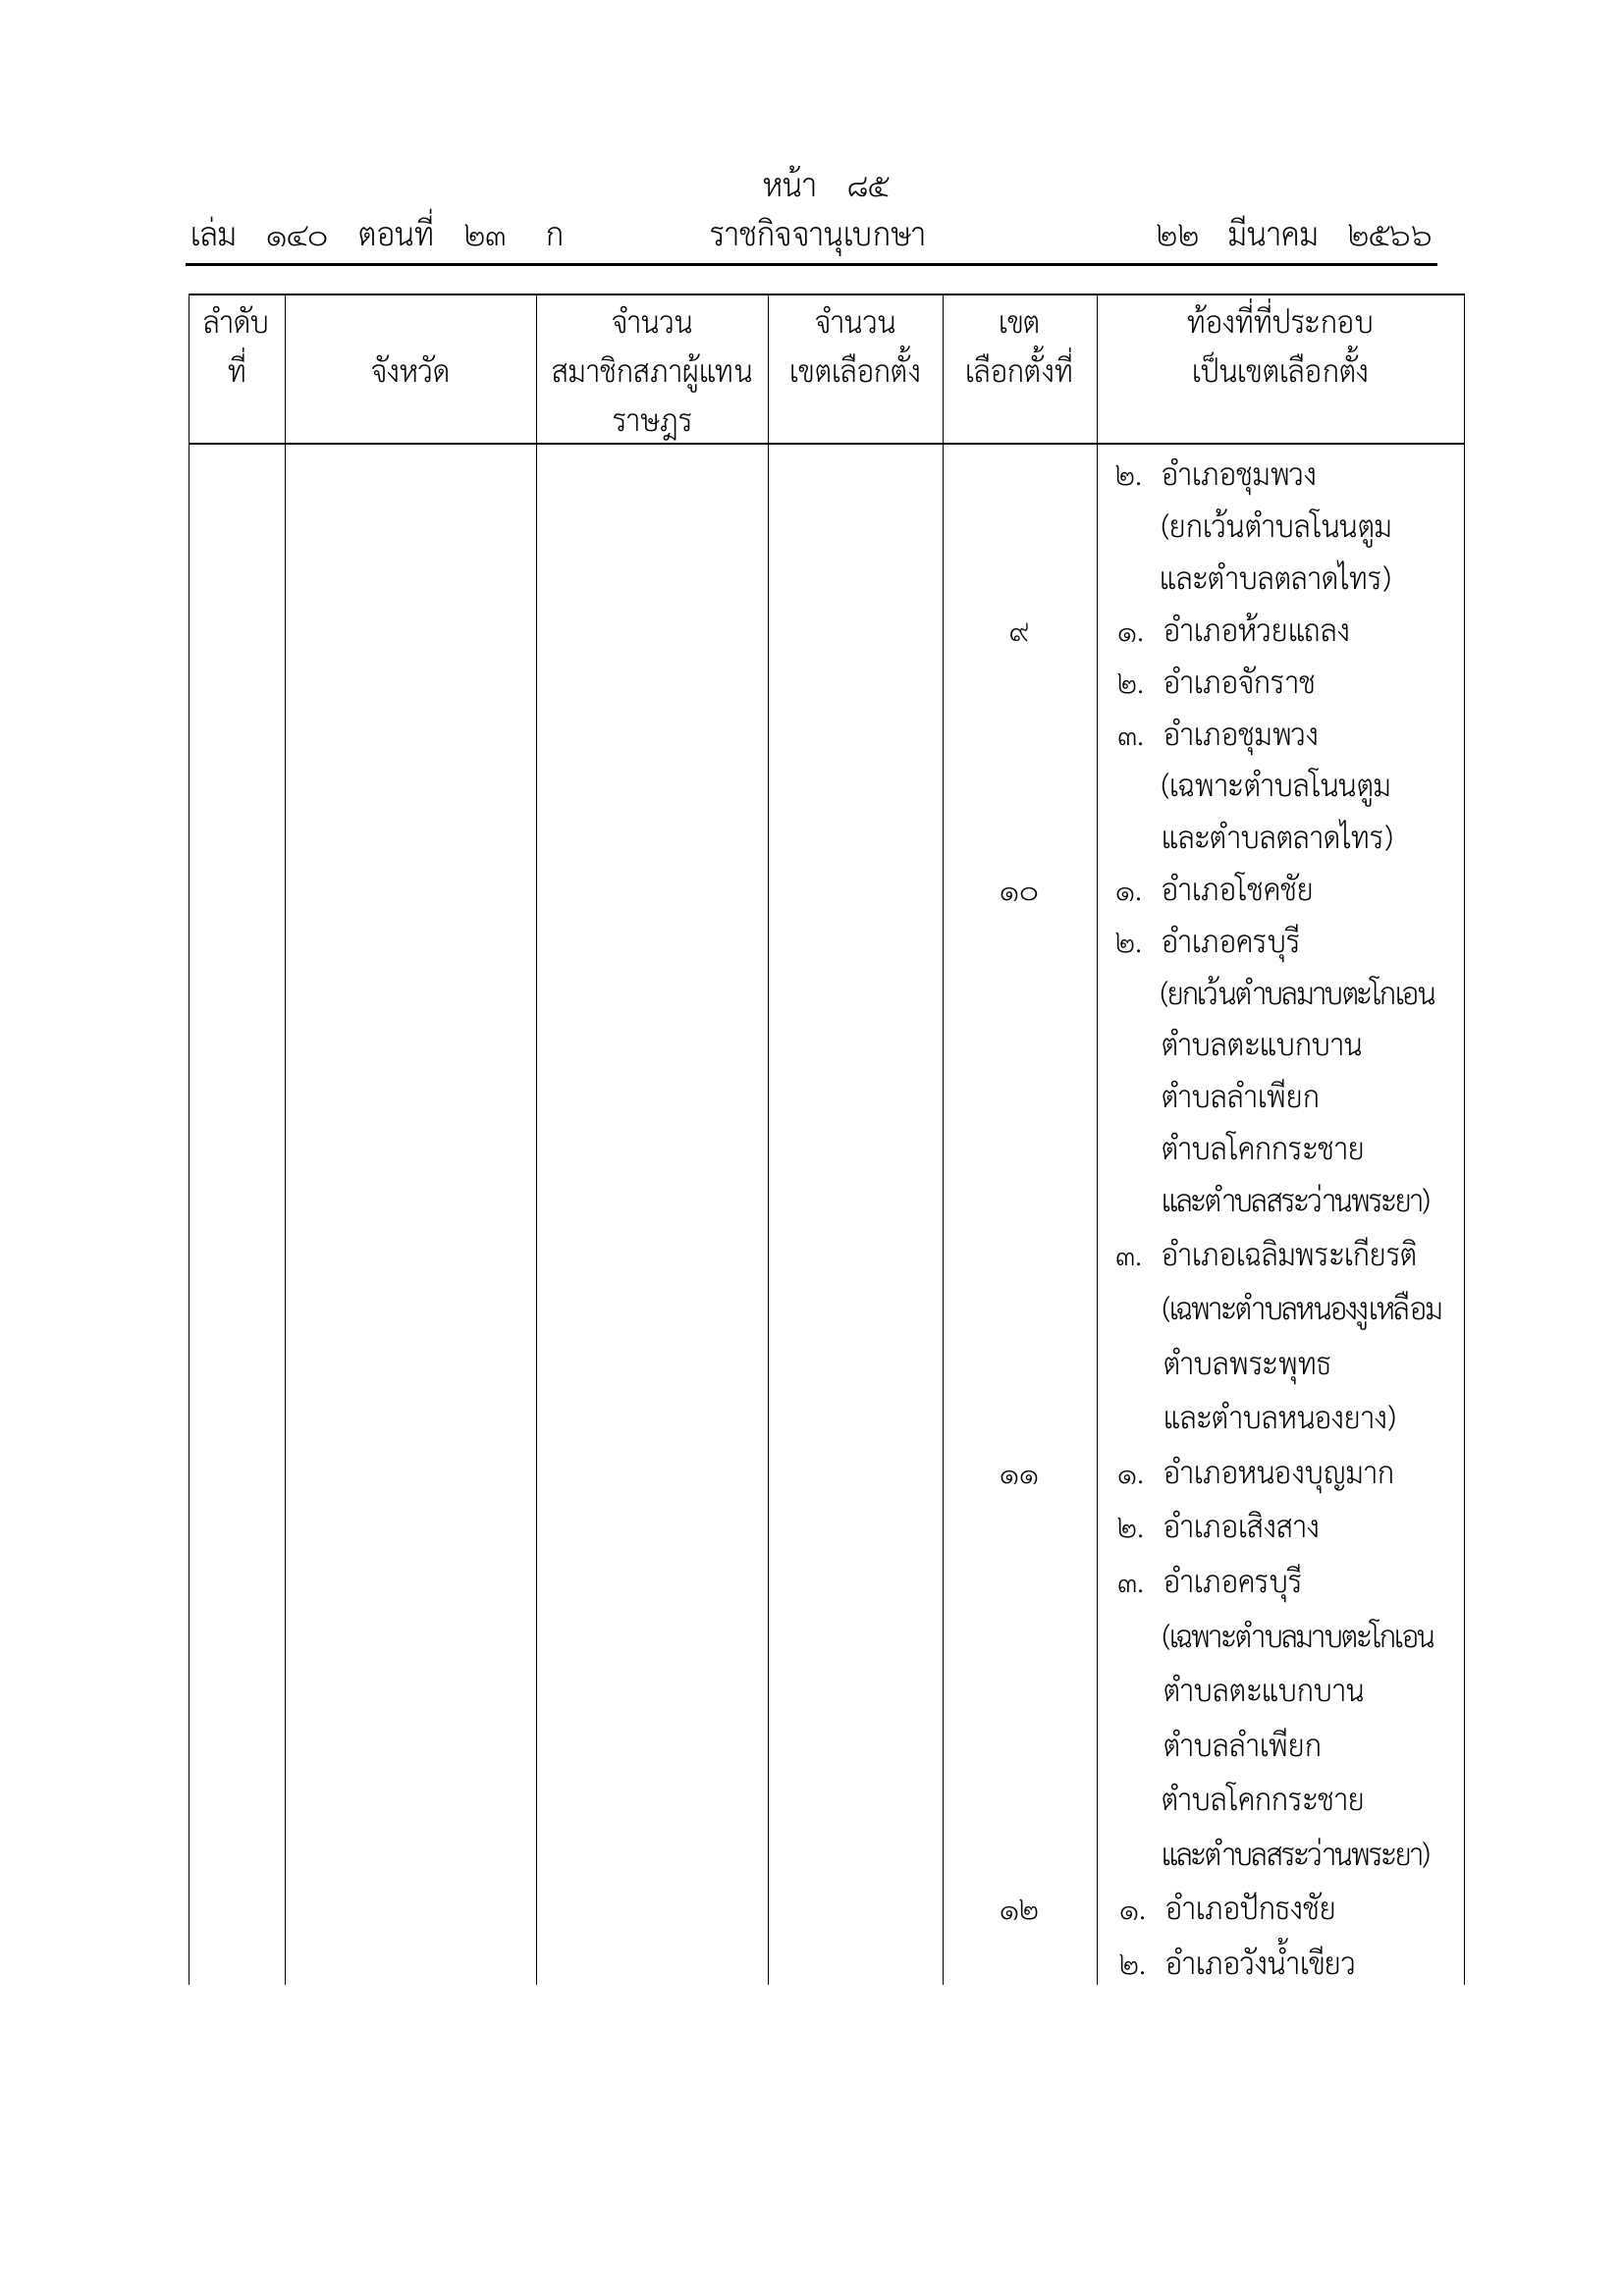 หน้า ๘๕
เล่ม ๑๔๐ ตอนที่ ๒๓ ก ราชกิจจานุเบกษา ๒๒ มีนาคม ๒๕๖๖
ลำดับ จำนวน จำนวน เขต ท้องที่ที่ประกอบ
ที่ จังหวัด สมาชิกสภาผู้แทน เขตเลือกตั้ง เลือกตั้งที่ เป็นเขตเลือกตั้ง
ราษฎร
๒. อำเภอชุมพวง
(ยกเว้นตำบลโนนตูม
และตำบลตลาดไทร)
๙ ๑. อำเภอห้วยแถลง
๒. อำเภอจักราช
๓. อำเภอชุมพวง
(เฉพาะตำบลโนนตูม
และตำบลตลาดไทร)
๑๐ ๑. อำเภอโชคชัย
๒. อำเภอครบุรี
(ยกเว้นตำบลมาบตะโกเอน
ตำบลตะแบกบาน
ตำบลลำเพียก
ตำบลโคกกระชาย
และตำบลสระว่านพระยา)
๓. อำเภอเฉลิมพระเกียรติ
(เฉพาะตำบลหนองงูเหลือม
ตำบลพระพุทธ
และตำบลหนองยาง)
๑๑ ๑. อำเภอหนองบุญมาก
๒. อำเภอเสิงสาง
๓. อำเภอครบุรี
(เฉพาะตำบลมาบตะโกเอน
ตำบลตะแบกบาน
ตำบลลำเพียก
ตำบลโคกกระชาย
และตำบลสระว่านพระยา)
๑๒ ๑. อำเภอปักธงชัย
๒. อำเภอวังน้ำเขียว